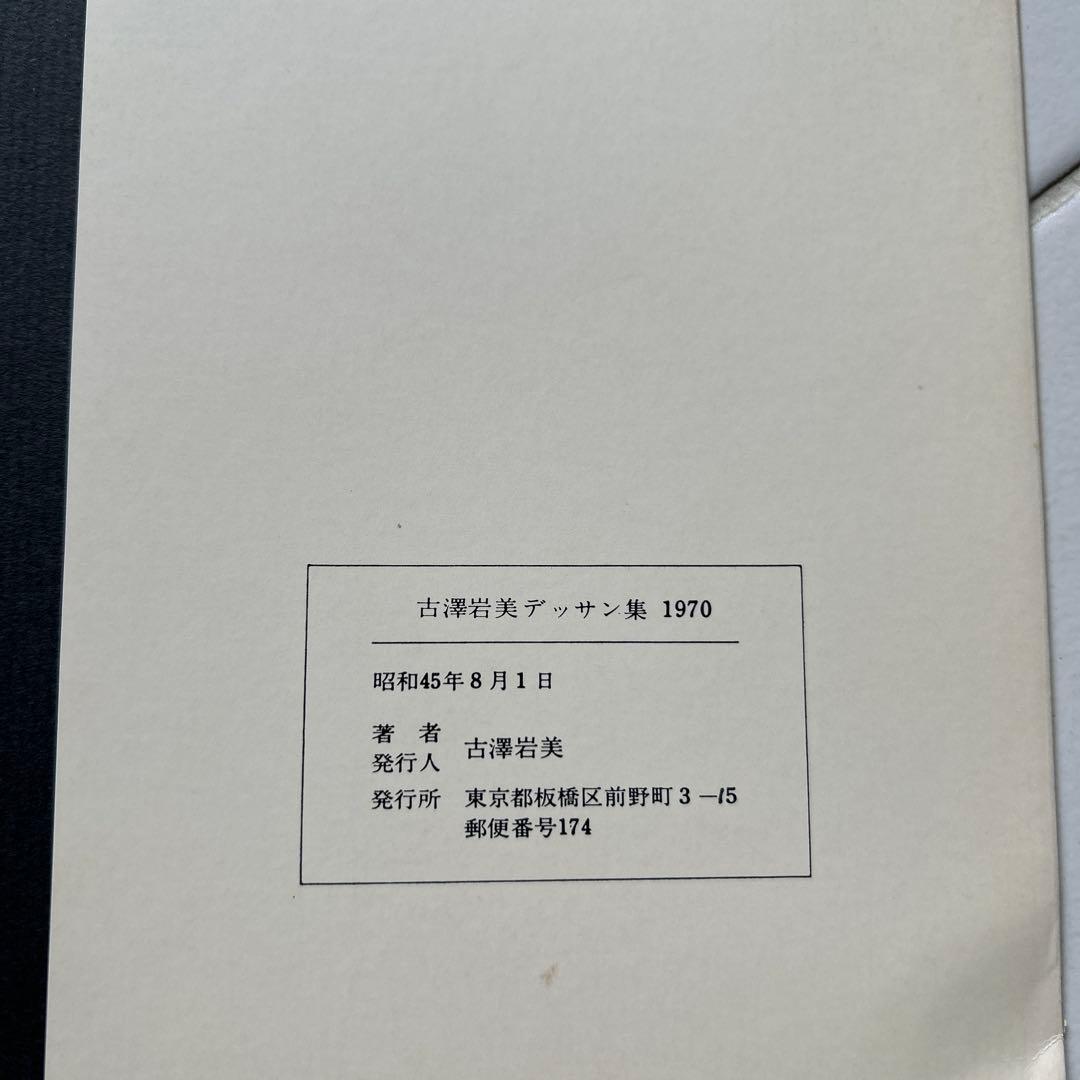 古澤岩美デッサン集 1970
昭和45年8月1日
著 者
発行人 古澤岩美
発行所 東京都板橋区前野町3-15
郵便番号174